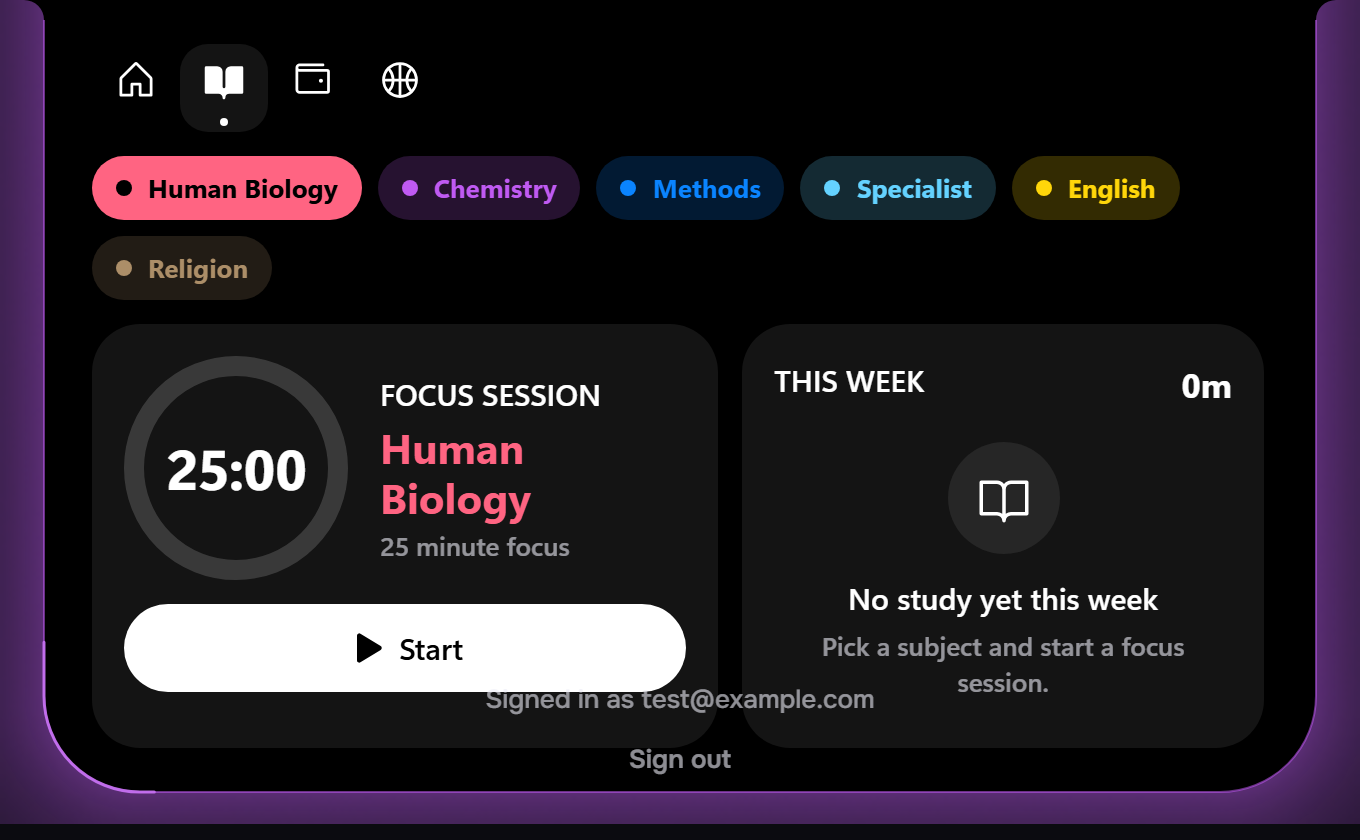 Human Biology
Chemistry
Methods
Specialist
English
Religion
25:00
FOCUS SESSION
Human
Biology
25 minute focus
Start
THIS WEEK
0m
No study yet this week
Pick a subject and start a focus
session.
Signed in as test@example.com
Sign out